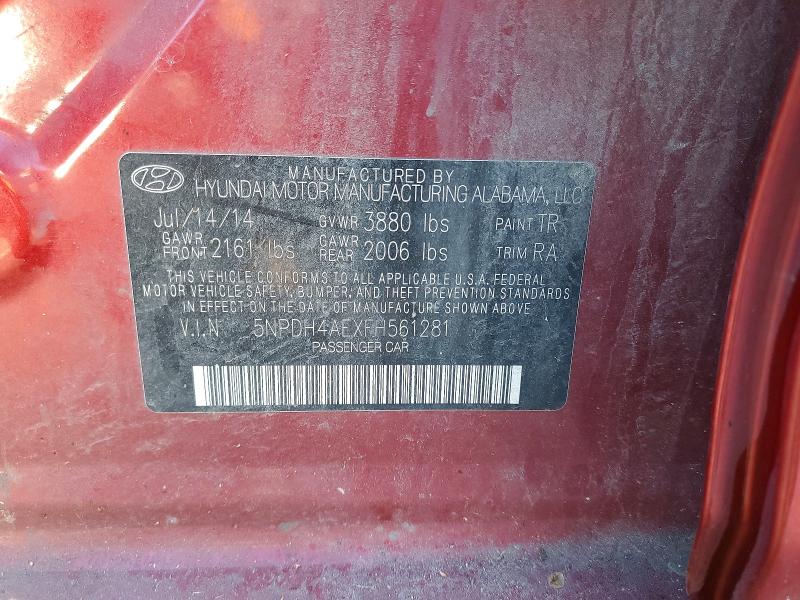 MANUFACTURED BY
HYUNDAI MOTOR MANUFACTURING ALABAMA, LLC
Jul/14/14 GVWR 3880 lbs PAINT TR
GAWR FRONT 2161 lbs GAWR REAR 2006 lbs TRIM RA
THIS VEHICLE CONFORMS TO ALL APPLICABLE U.S.A. FEDERAL
MOTOR VEHICLE SAFETY, BUMPER, AND THEFT PREVENTION STANDARDS
IN EFFECT ON THE DATE OF MANUFACTURE SHOWN ABOVE.
V.I.N 5NPDH4AEXFH561281
PASSENGER CAR